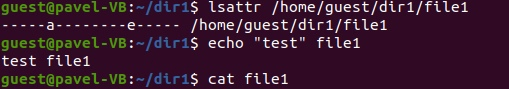 guest@pavel-VB:~/dir1$ lsattr /home/guest/dir1/file1
-----a--------e----- /home/guest/dir1/file1
guest@pavel-VB:~/dir1$ echo "test" file1
test file1
guest@pavel-VB:~/dir1$ cat file1